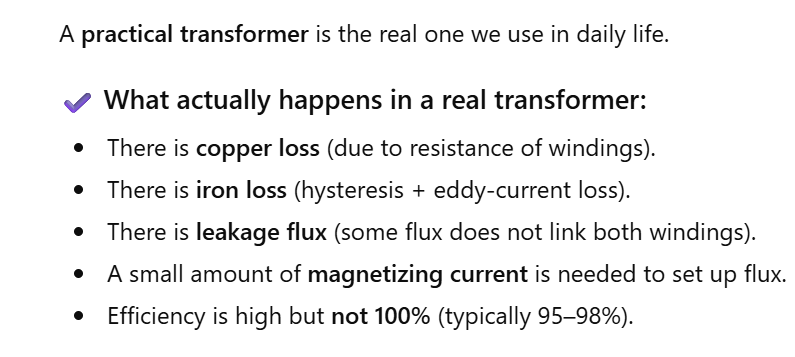 A practical transformer is the real one we use in daily life.
What actually happens in a real transformer:
There is copper loss (due to resistance of windings).
There is iron loss (hysteresis + eddy-current loss).
There is leakage flux (some flux does not link both windings).
A small amount of magnetizing current is needed to set up flux.
Efficiency is high but not 100% (typically 95–98%).